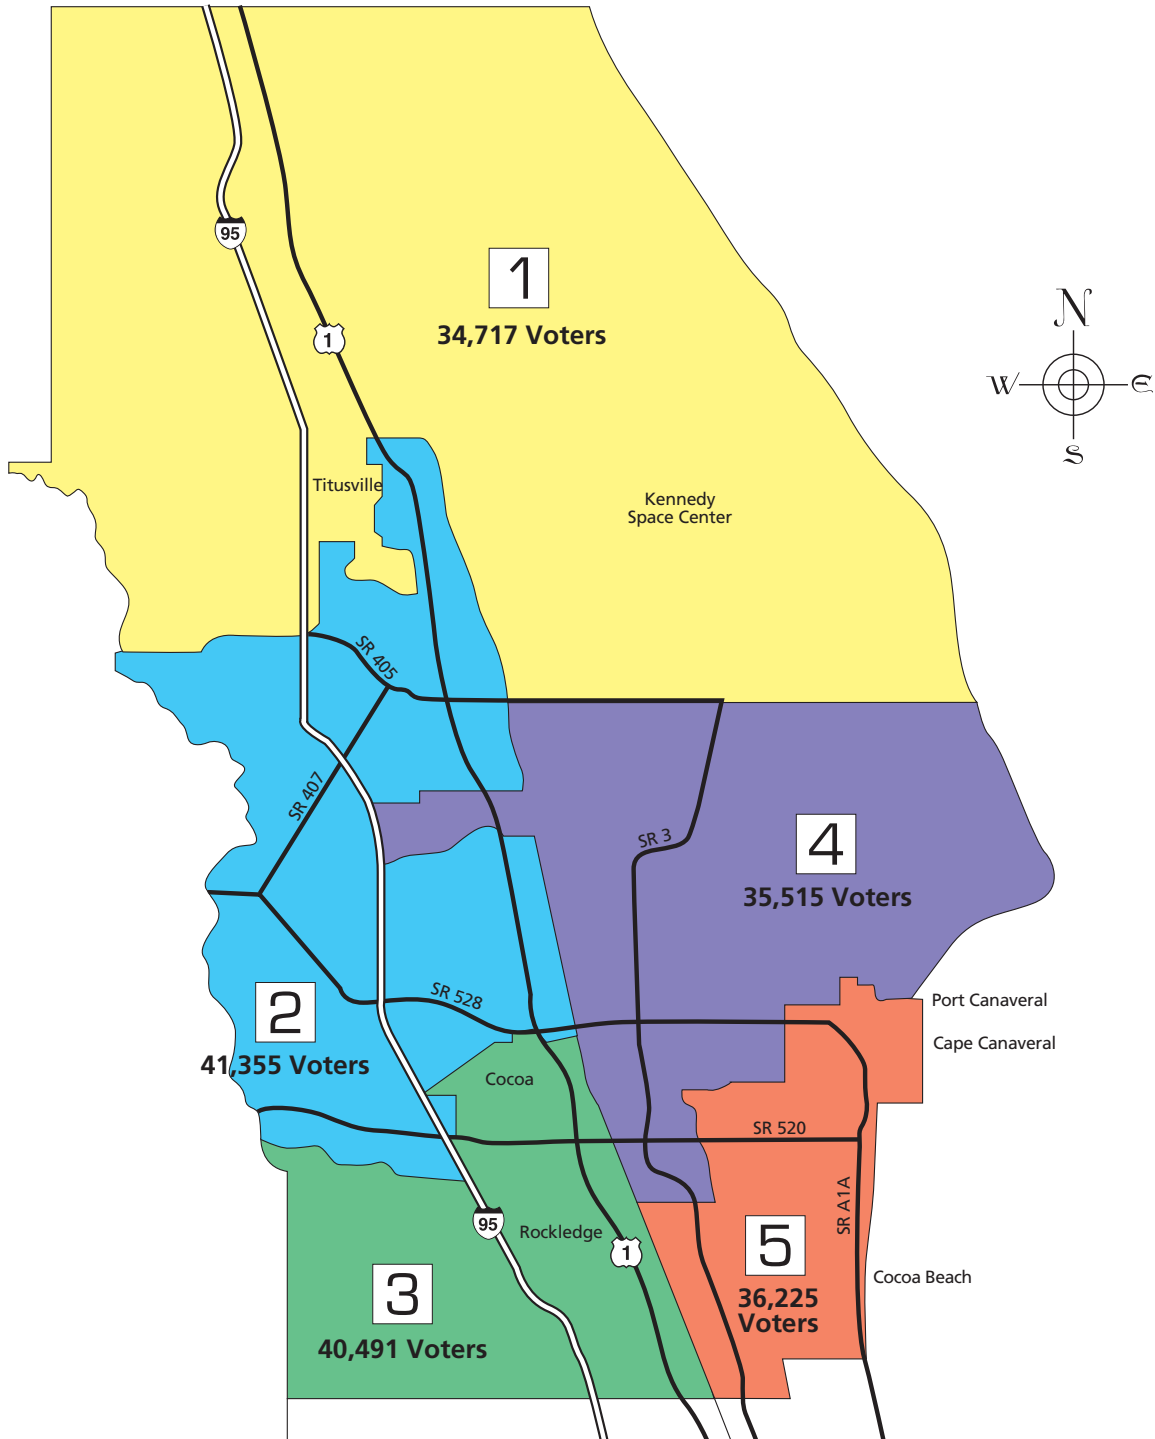 95
1
34,717 Voters
N
1
W
E
S
Titusville
Kennedy
Space Center
SR 405
SR 407
SR 3
4
35,515 Voters
2
41,355 Voters
SR 528
Port Canaveral
Cape Canaveral
Cocoa
SR 520
SR A1A
95
Rockledge
1
5
36,225
Voters
Cocoa Beach
3
40,491 Voters